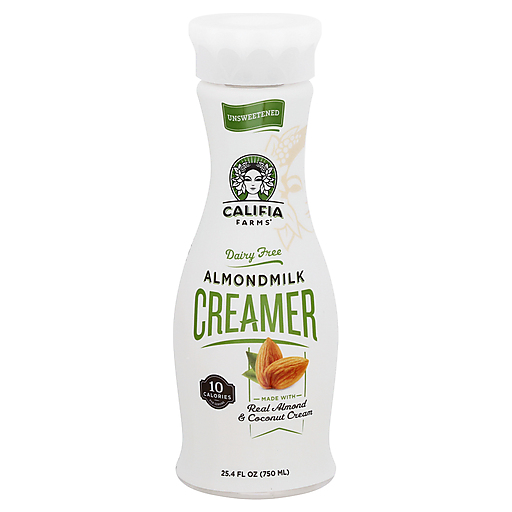 UNSWEETENED
CALIFIA
FARMS®
Dairy Free
ALMONDMILK
CREAMER
10
CALORIES
MADE WITH
Real Almond
& Coconut Cream
25.4 FL OZ (750 ML)